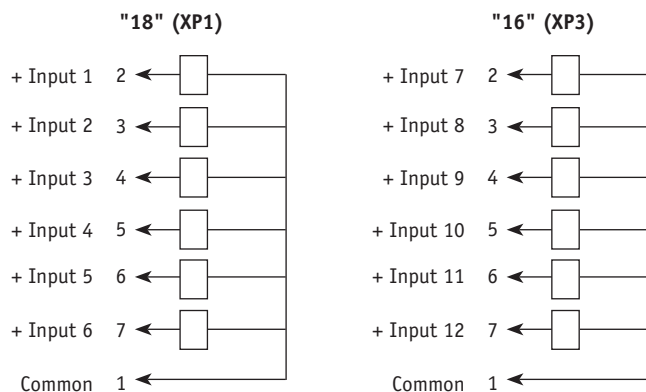 "18" (XP1)
+ Input 1 2
+ Input 2 3
+ Input 3 4
+ Input 4 5
+ Input 5 6
+ Input 6 7
Common 1
"16" (XP3)
+ Input 7 2
+ Input 8 3
+ Input 9 4
+ Input 10 5
+ Input 11 6
+ Input 12 7
Common 1